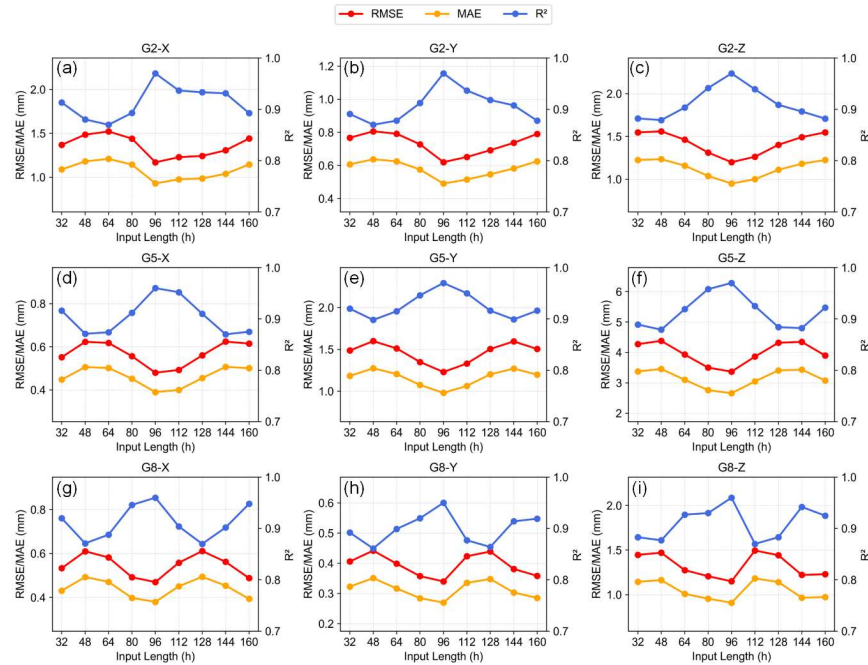 RMSE MAE R²
G2-X G2-Y G2-Z
(a) (b) (c)
RMSE/MAE (mm) 2.0 1.5 1.0 1.0 0.9 0.8 0.7 R²
RMSE/MAE (mm) 1.2 1.0 0.8 0.6 0.4 1.0 0.9 0.8 0.7 R²
RMSE/MAE (mm) 2.0 1.5 1.0 1.0 0.9 0.8 0.7 R²
32 48 64 80 96 112 128 144 160 32 48 64 80 96 112 128 144 160 32 48 64 80 96 112 128 144 160
Input Length (h) Input Length (h) Input Length (h)
G5-X G5-Y G5-Z
(d) (e) (f)
RMSE/MAE (mm) 0.8 0.6 0.4 1.0 0.9 0.8 0.7 R²
RMSE/MAE (mm) 2.0 1.5 1.0 1.0 0.9 0.8 0.7 R²
RMSE/MAE (mm) 6 5 4 3 2 1.0 0.9 0.8 0.7 R²
32 48 64 80 96 112 128 144 160 32 48 64 80 96 112 128 144 160 32 48 64 80 96 112 128 144 160
Input Length (h) Input Length (h) Input Length (h)
G8-X G8-Y G8-Z
(g) (h) (i)
RMSE/MAE (mm) 0.8 0.6 0.4 1.0 0.9 0.8 0.7 R²
RMSE/MAE (mm) 0.6 0.5 0.4 0.3 0.2 1.0 0.9 0.8 0.7 R²
RMSE/MAE (mm) 2.0 1.5 1.0 1.0 0.9 0.8 0.7 R²
32 48 64 80 96 112 128 144 160 32 48 64 80 96 112 128 144 160 32 48 64 80 96 112 128 144 160
Input Length (h) Input Length (h) Input Length (h)